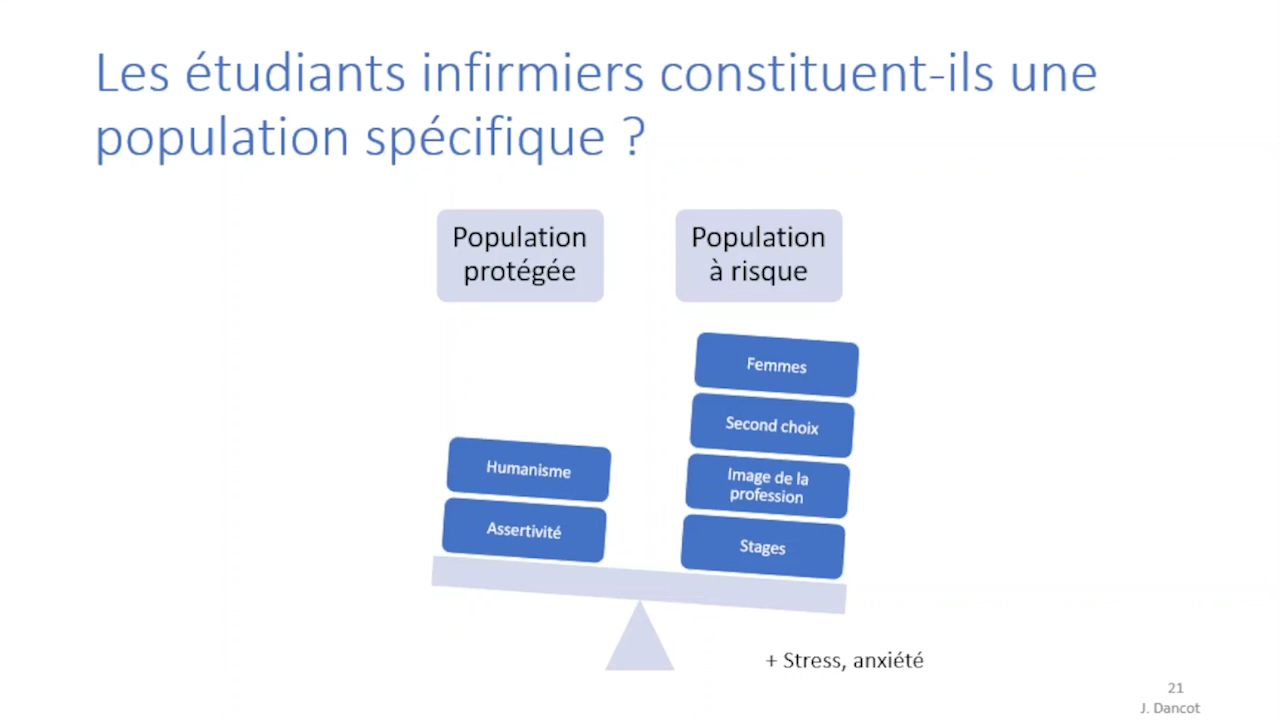 Les étudiants infirmiers constituent-ils une
population spécifique ?
Population
protégée
Population
à risque
Humanisme
Assertivité
Femmes
Second choix
Image de la
profession
Stages
+ Stress, anxiété
21
J. Dancot